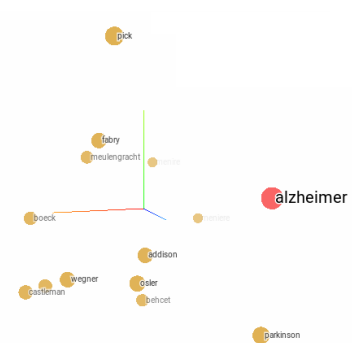 pick
fabry
meulengracht
alzheimer
boeck
addison
wegner
osler
castleman
behcet
parkinson